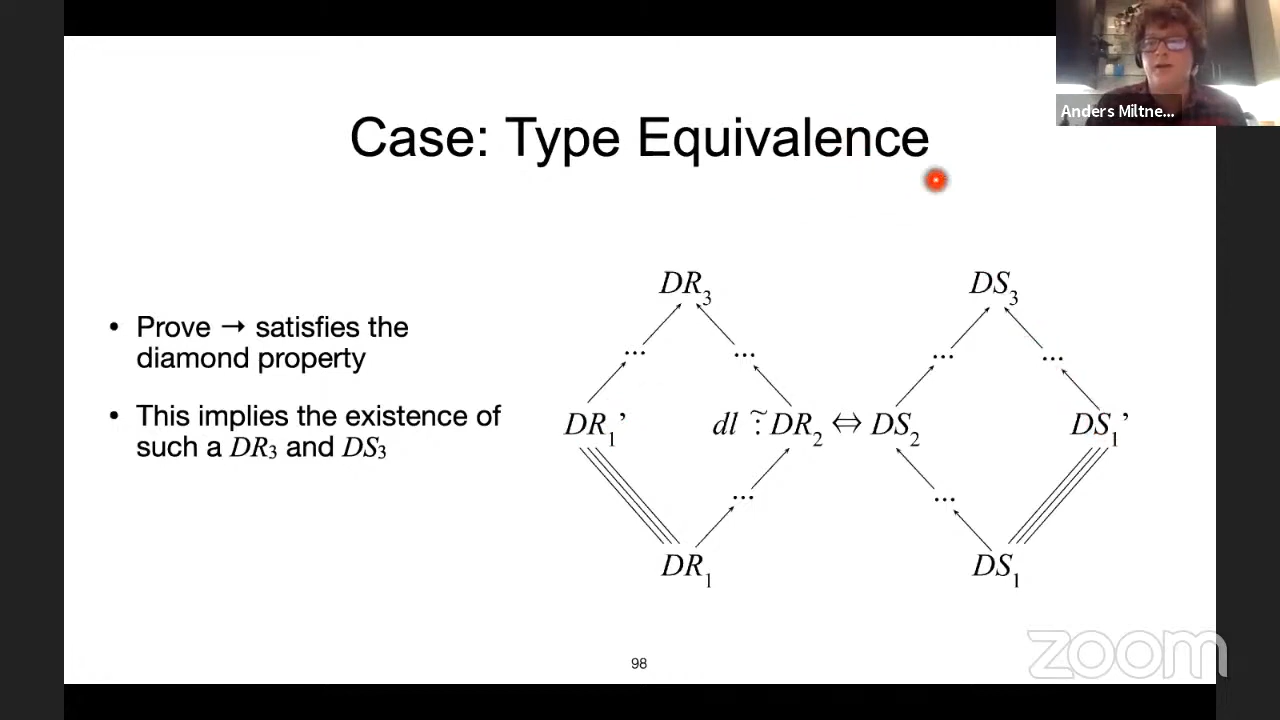 Anders Miltne...
Case: Type Equivalence
• Prove → satisfies the
diamond property
• This implies the existence of
such a DR₃ and DS₃
DR₃ DS₃
... ... ... ...
DR₁’ dl ⋮̃ DR₂ ⇔ DS₂ DS₁’
... ...
DR₁ DS₁
98
zoom